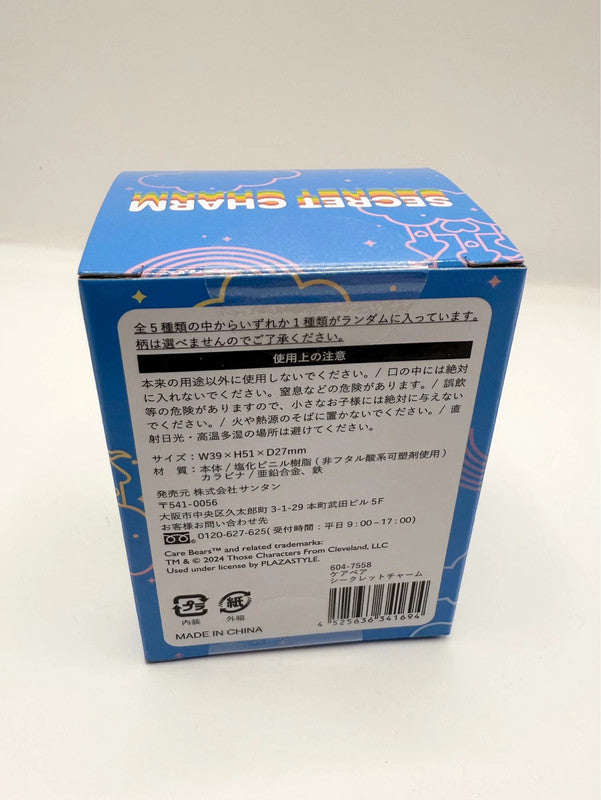 SECRET CHARM
全5種類の中からいずれか1種類がランダムに入っています。
柄は選べませんのでご了承ください。
使用上の注意
本来の用途以外に使用しないでください。/ 口の中には絶対
に入れないでください。窒息などの危険があります。/ 誤飲
等の危険がありますので、小さなお子様には絶対に与えない
でください。/ 火や熱源のそばに置かないでください。/ 直
射日光・高温多湿の場所は避けてください。
サイズ：W39×H51×D27mm
材 質：本体/塩化ビニル樹脂(非フタル酸系可塑剤使用)
カラビナ/亜鉛合金、鉄
発売元 株式会社サンタン
〒541-0056
大阪市中央区久太郎町 3-1-29 本町武田ビル 5F
お客様お問い合わせ先
0120-627-625(受付時間：平日 9：00-17：00)
Care Bears™ and related trademarks:
TM & © 2024 Those Characters From Cleveland, LLC
Used under license by PLAZASTYLE.
604-7558
ケアベア
シークレットチャーム
プラ
紙
内装
外箱
4 525636 341694
MADE IN CHINA